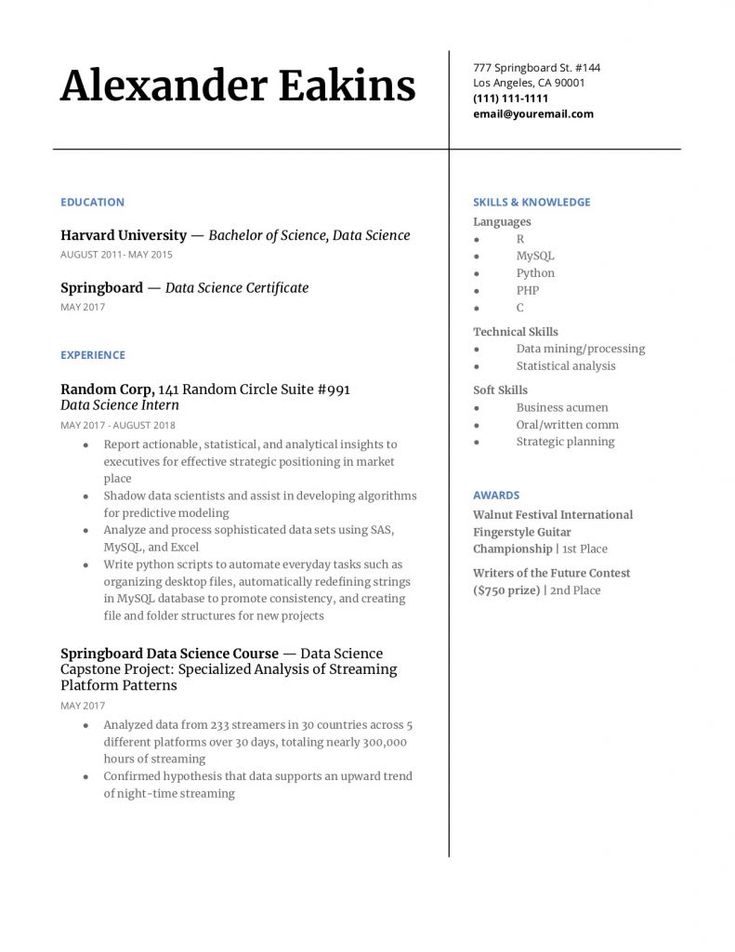 Alexander Eakins
777 Springboard St. #144
Los Angeles, CA 90001
(111) 111-1111
email@youremail.com
EDUCATION
Harvard University — Bachelor of Science, Data Science
AUGUST 2011- MAY 2015
Springboard — Data Science Certificate
MAY 2017
EXPERIENCE
Random Corp, 141 Random Circle Suite #991
Data Science Intern
MAY 2017 - AUGUST 2018
● Report actionable, statistical, and analytical insights to
executives for effective strategic positioning in market
place
● Shadow data scientists and assist in developing algorithms
for predictive modeling
● Analyze and process sophisticated data sets using SAS,
MySQL, and Excel
● Write python scripts to automate everyday tasks such as
organizing desktop files, automatically redefining strings
in MySQL database to promote consistency, and creating
file and folder structures for new projects
Springboard Data Science Course — Data Science
Capstone Project: Specialized Analysis of Streaming
Platform Patterns
MAY 2017
● Analyzed data from 233 streamers in 30 countries across 5
different platforms over 30 days, totaling nearly 300,000
hours of streaming
● Confirmed hypothesis that data supports an upward trend
of night-time streaming
SKILLS & KNOWLEDGE
Languages
● R
● MySQL
● Python
● PHP
● C
Technical Skills
● Data mining/processing
● Statistical analysis
Soft Skills
● Business acumen
● Oral/written comm
● Strategic planning
AWARDS
Walnut Festival International
Fingerstyle Guitar
Championship | 1st Place
Writers of the Future Contest
($750 prize) | 2nd Place